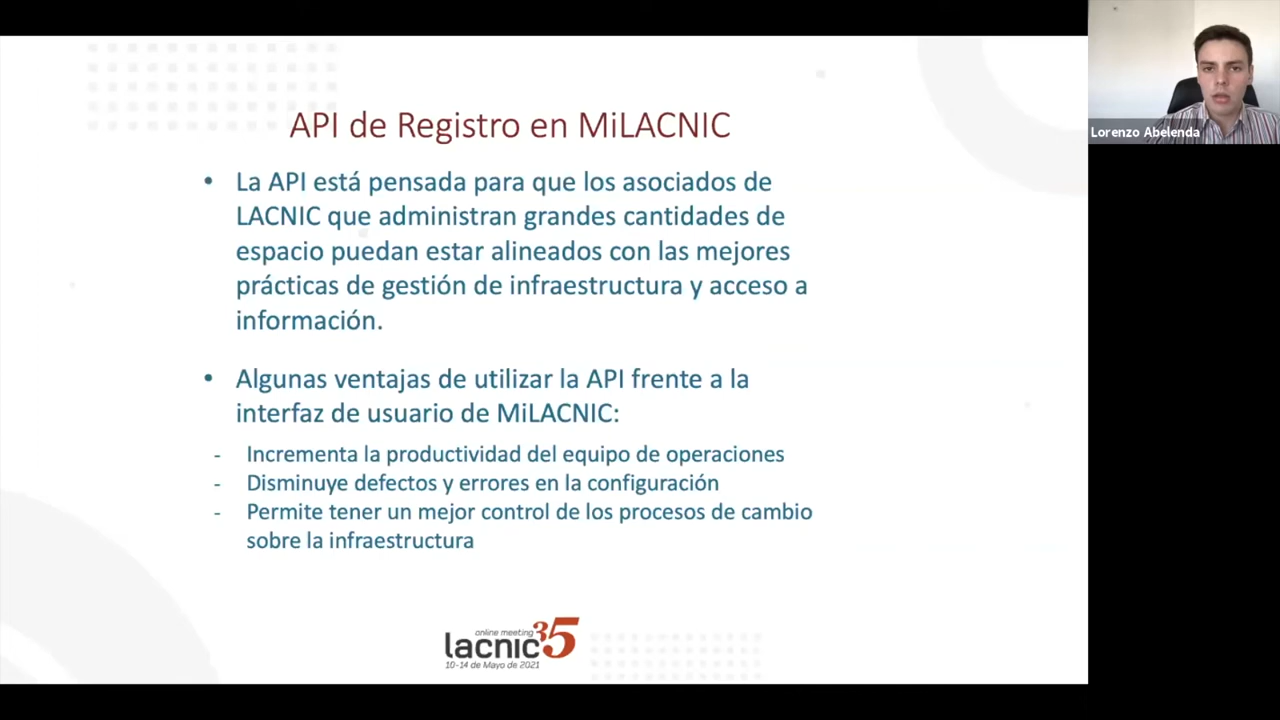 API de Registro en MiLACNIC
• La API está pensada para que los asociados de
LACNIC que administran grandes cantidades de
espacio puedan estar alineados con las mejores
prácticas de gestión de infraestructura y acceso a
información.
• Algunas ventajas de utilizar la API frente a la
interfaz de usuario de MiLACNIC:
- Incrementa la productividad del equipo de operaciones
- Disminuye defectos y errores en la configuración
- Permite tener un mejor control de los procesos de cambio
sobre la infraestructura
online meeting
lacnic35
10-14 de Mayo de 2021
Lorenzo Abelenda